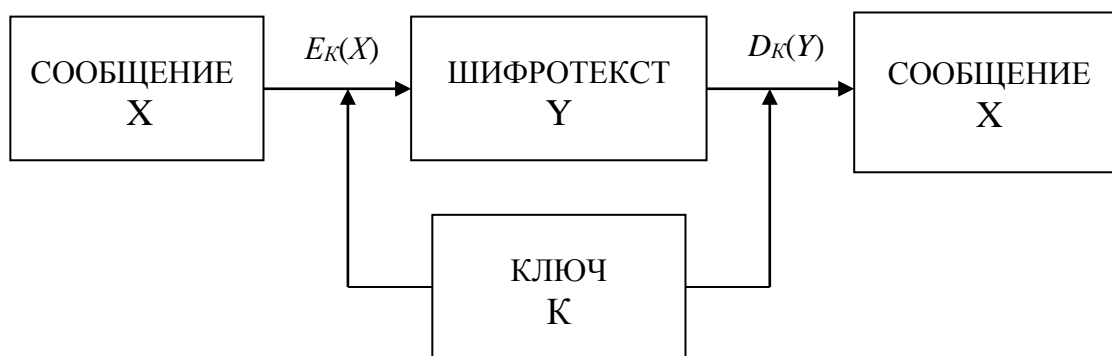 СООБЩЕНИЕ
X
E_K(X)
ШИФРОТЕКСТ
Y
D_K(Y)
СООБЩЕНИЕ
X
КЛЮЧ
К